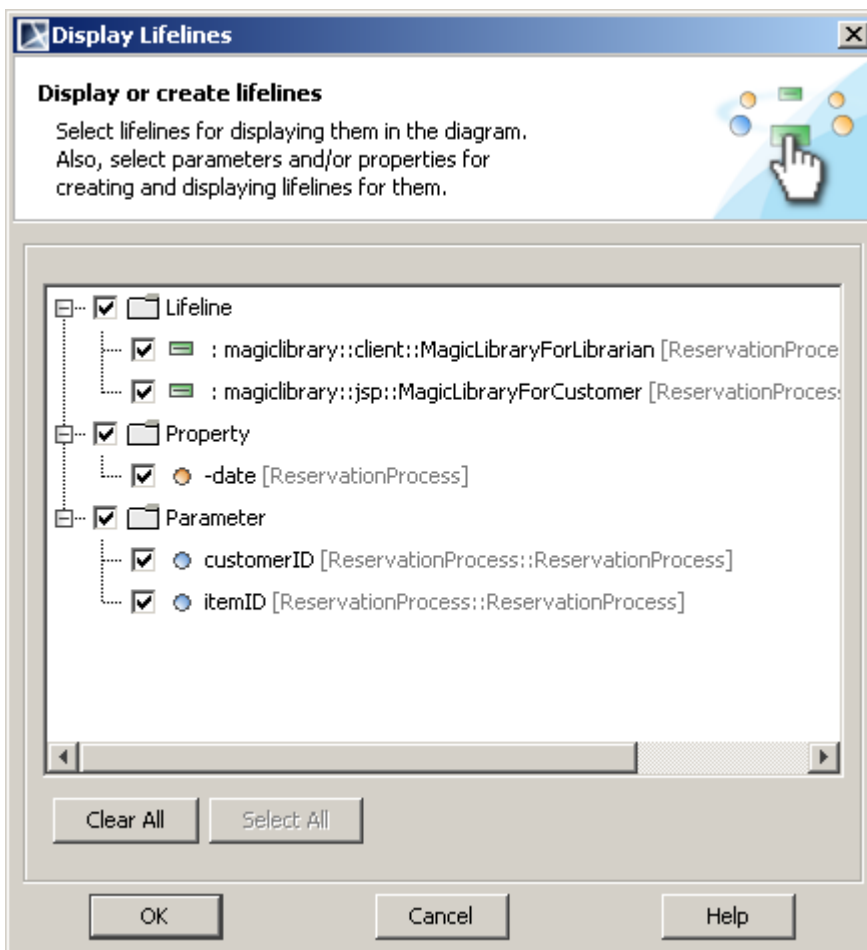 Display Lifelines
Display or create lifelines
Select lifelines for displaying them in the diagram.
Also, select parameters and/or properties for
creating and displaying lifelines for them.
Lifeline
: magiclibrary::client::MagicLibraryForLibrarian [ReservationProce
: magiclibrary::jsp::MagicLibraryForCustomer [ReservationProces
Property
-date [ReservationProcess]
Parameter
customerID [ReservationProcess::ReservationProcess]
itemID [ReservationProcess::ReservationProcess]
Clear All Select All
OK Cancel Help